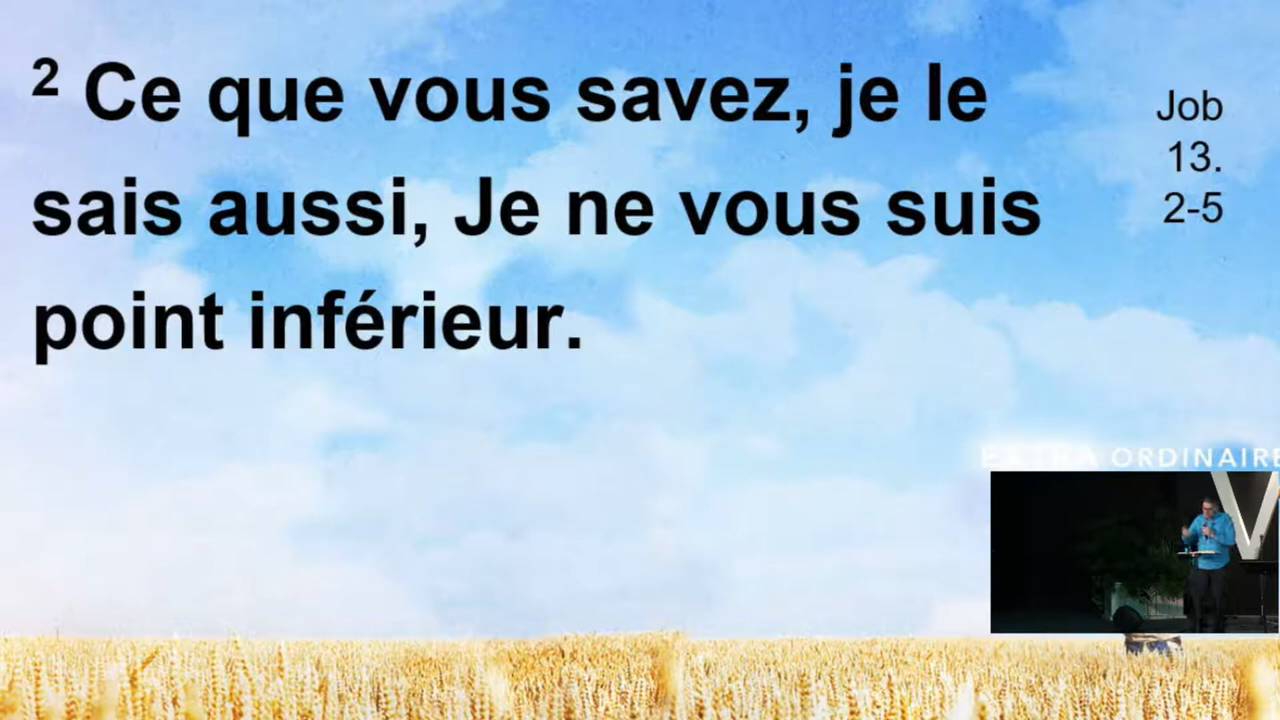 ² Ce que vous savez, je le
sais aussi, Je ne vous suis
point inférieur.
Job
13.
2-5
EXTRA ORDINAIRE
V